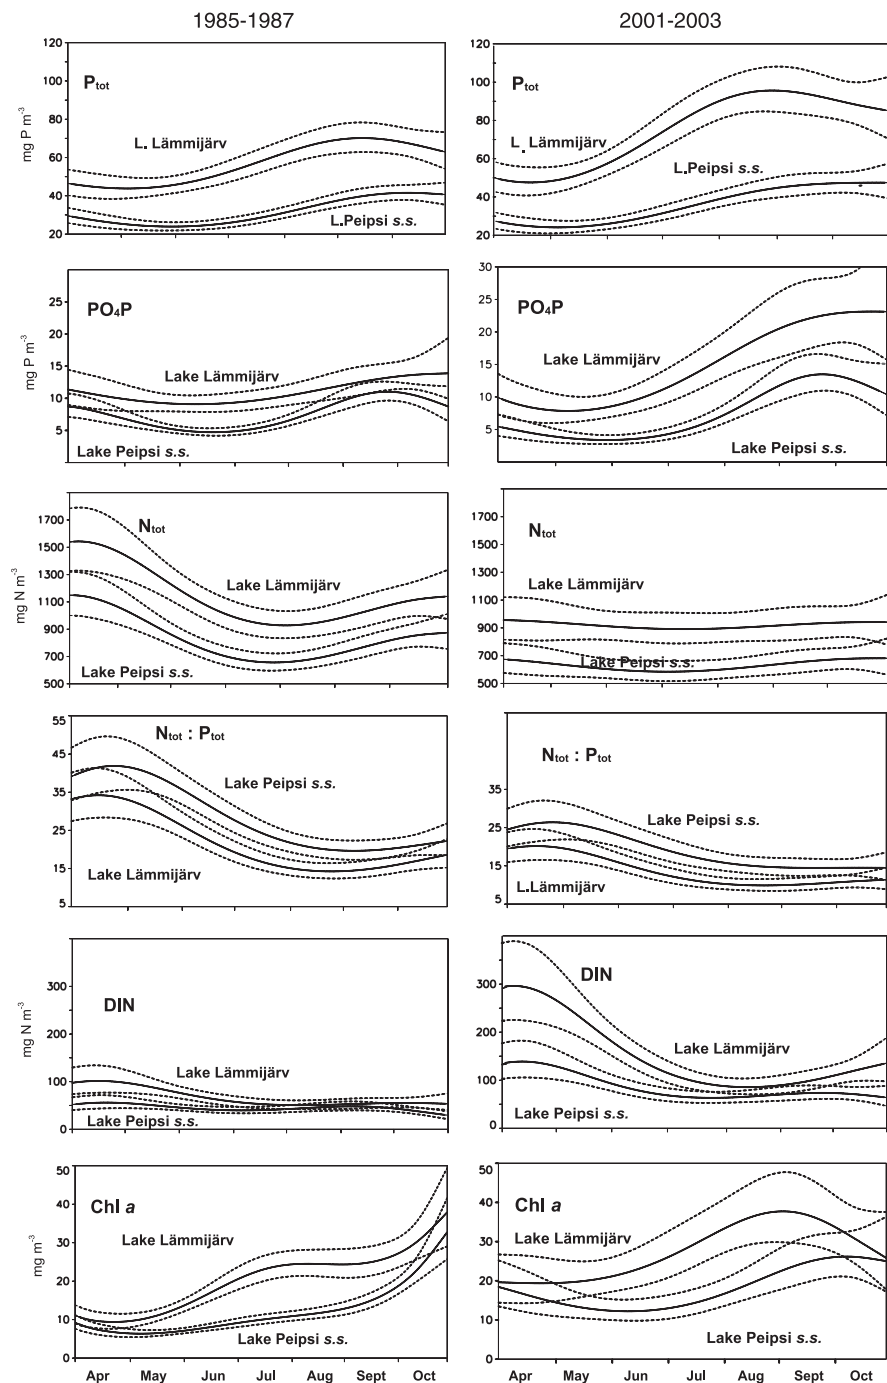 1985-1987
2001-2003
Ptot
mg P m-3
120
100
80
60
40
20
L. Lämmijärv
L.Peipsi s.s.
Ptot
120
100
80
60
40
20
L. Lämmijärv
L.Peipsi s.s.
PO4P
mg P m-3
25
20
15
10
5
Lake Lämmijärv
Lake Peipsi s.s.
PO4P
30
25
20
15
10
5
Lake Lämmijärv
Lake Peipsi s.s.
Ntot
mg N m-3
1700
1500
1300
1100
900
700
500
Lake Lämmijärv
Lake Peipsi s.s.
Ntot
1700
1500
1300
1100
900
700
500
Lake Lämmijärv
Lake Peipsi s.s.
Ntot : Ptot
55
45
35
25
15
5
Lake Peipsi s.s.
Lake Lämmijärv
Ntot : Ptot
35
25
15
5
Lake Peipsi s.s.
L.Lämmijärv
DIN
mg N m-3
300
200
100
0
Lake Lämmijärv
Lake Peipsi s.s.
DIN
300
200
100
0
Lake Lämmijärv
Lake Peipsi s.s.
Chl a
mg m-3
50
40
30
20
10
0
Lake Lämmijärv
Lake Peipsi s.s.
Apr May Jun Jul Aug Sept Oct
Chl a
50
40
30
20
10
0
Lake Lämmijärv
Lake Peipsi s.s.
Apr May Jun Jul Aug Sept Oct